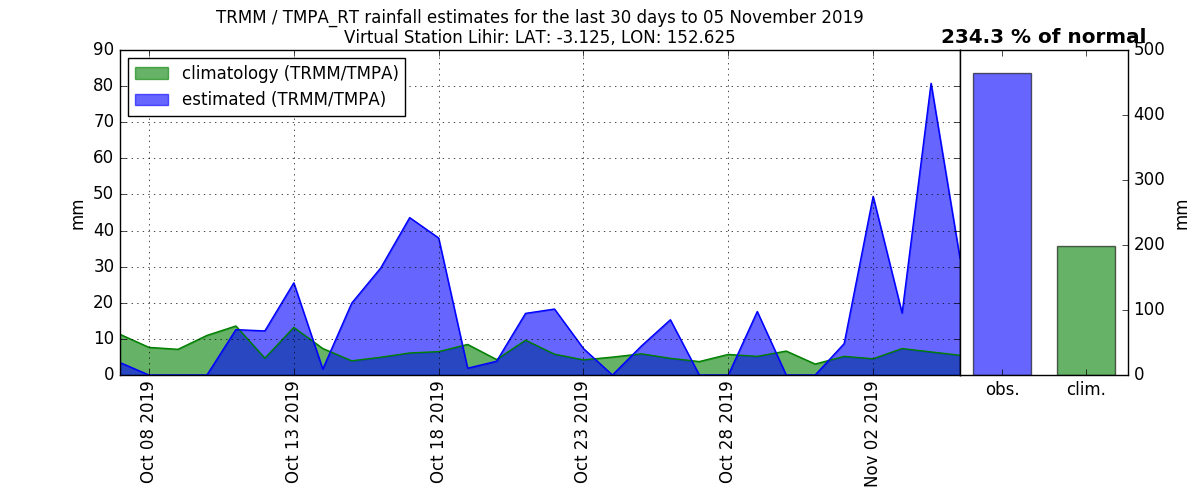 TRMM / TMPA_RT rainfall estimates for the last 30 days to 05 November 2019
Virtual Station Lihir: LAT: -3.125, LON: 152.625
234.3 % of normal
climatology (TRMM/TMPA)
estimated (TRMM/TMPA)
90
80
70
60
50
40
30
20
10
0
mm
Oct 08 2019
Oct 13 2019
Oct 18 2019
Oct 23 2019
Oct 28 2019
Nov 02 2019
500
400
300
200
100
0
mm
obs.
clim.